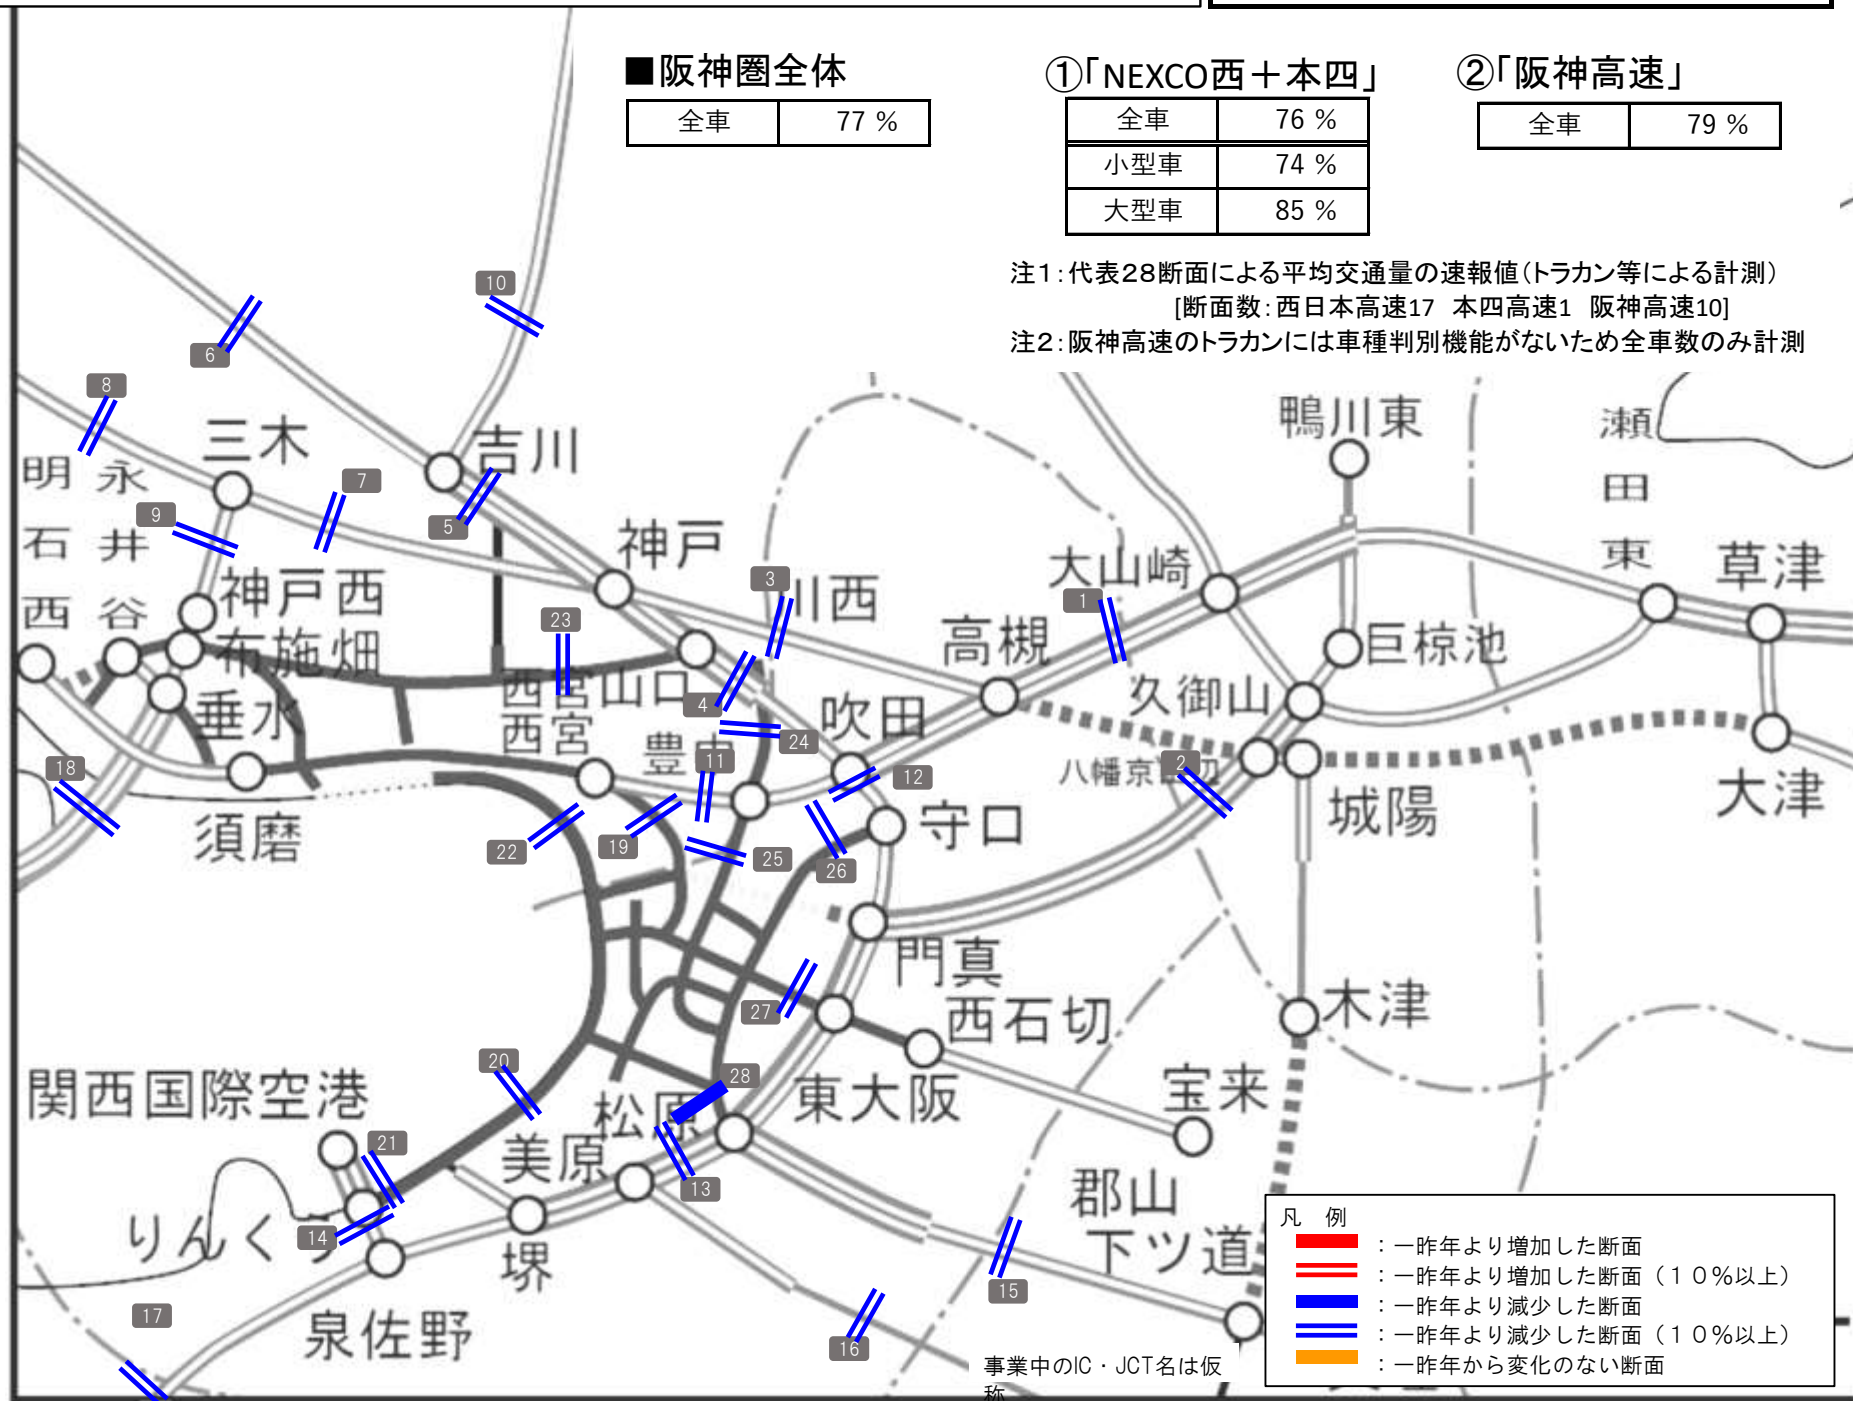 ■阪神圏全体
全車 77 %
①「NEXCO西＋本四」
全車 76 %
小型車 74 %
大型車 85 %
②「阪神高速」
全車 79 %
注１：代表２８断面による平均交通量の速報値（トラカン等による計測）
[断面数：西日本高速17 本四高速1 阪神高速10]
注２：阪神高速のトラカンには車種判別機能がないため全車数のみ計測
10
6
8
三木
吉川
鴨川東
瀬田東
明石西
永井谷
7
9
5
神戸
3
川西
大山崎
1
草津
神戸西
布施畑
23
高槻
巨椋池
西宮山口
西宮
4
久御山
垂水
吹田
24
豊中
11
12
18
八幡京田辺
2
大津
城陽
須磨
守口
22
19
25
26
門真
27
西石切
木津
20
28
関西国際空港
松原
東大阪
宝来
21
美原
13
郡山
下ツ道
りんくう
14
堺
15
17
泉佐野
16
事業中のIC・JCT名は仮
称
凡 例
：一昨年より増加した断面
：一昨年より増加した断面（１０％以上）
：一昨年より減少した断面
：一昨年より減少した断面（１０％以上）
：一昨年から変化のない断面